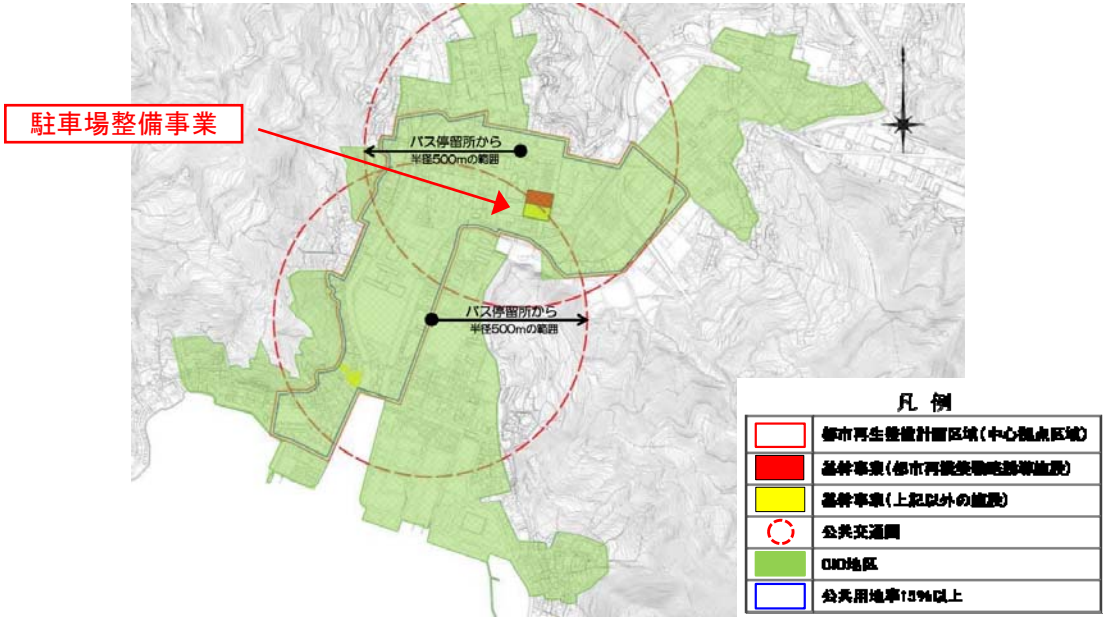 駐車場整備事業
バス停留所から
半径500mの範囲
バス停留所から
半径500mの範囲
凡 例
都市再生整備計画区域(中心拠点区域)
基幹事業(都市再構築戦略誘導施設)
基幹事業(上記以外の施設)
公共交通圏
DID地区
公共用地率15%以上